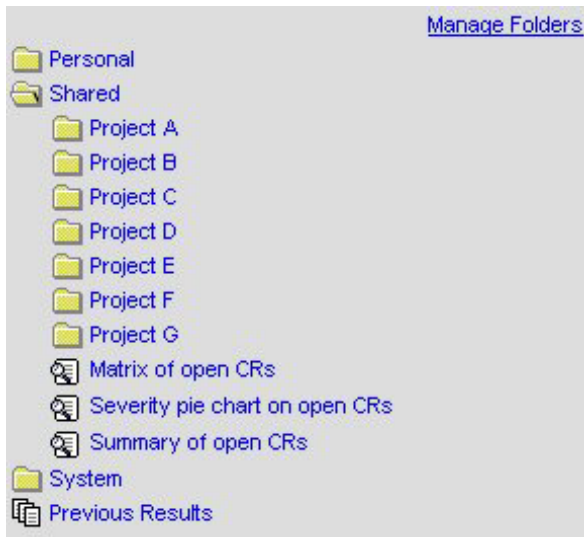 Manage Folders
Personal
Shared
Project A
Project B
Project C
Project D
Project E
Project F
Project G
Matrix of open CRs
Severity pie chart on open CRs
Summary of open CRs
System
Previous Results